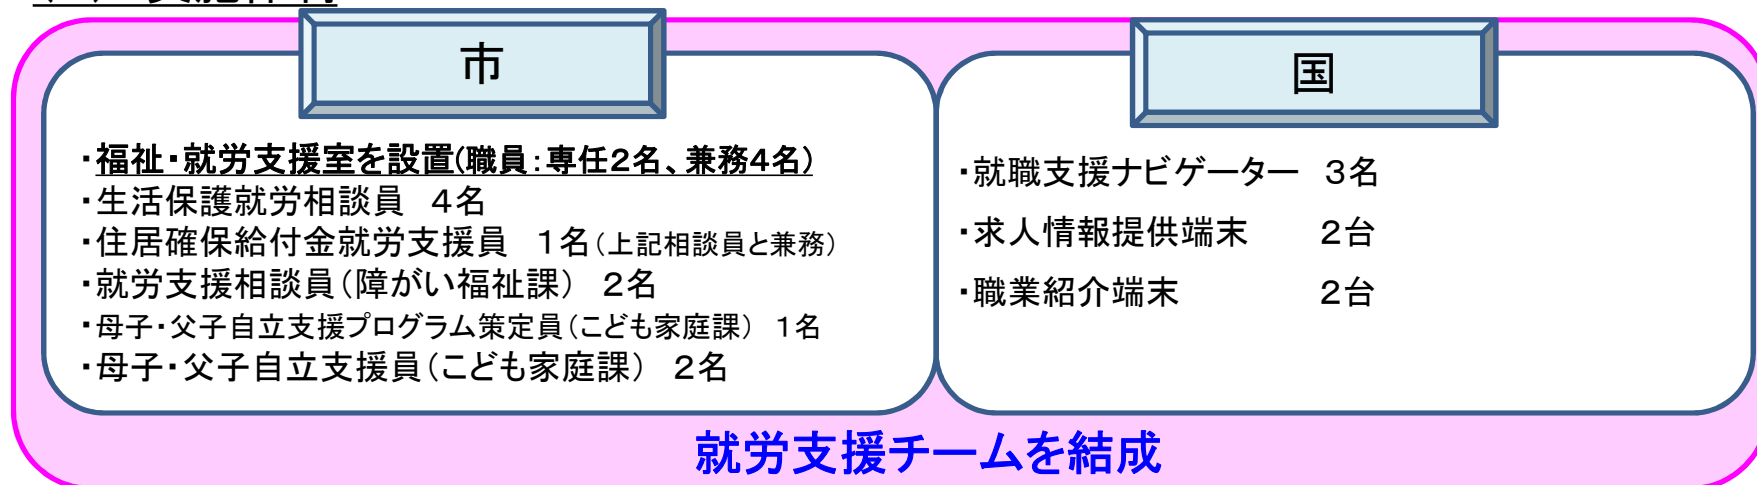 市
・福祉・就労支援室を設置(職員：専任２名、兼務４名)
・生活保護就労相談員　４名
・住居確保給付金就労支援員　１名（上記相談員と兼務）
・就労支援相談員（障がい福祉課）　２名
・母子・父子自立支援プログラム策定員（こども家庭課）　１名
・母子・父子自立支援員（こども家庭課）　２名
国
・就職支援ナビゲーター　３名
・求人情報提供端末　　２台
・職業紹介端末　　　　２台
就労支援チームを結成